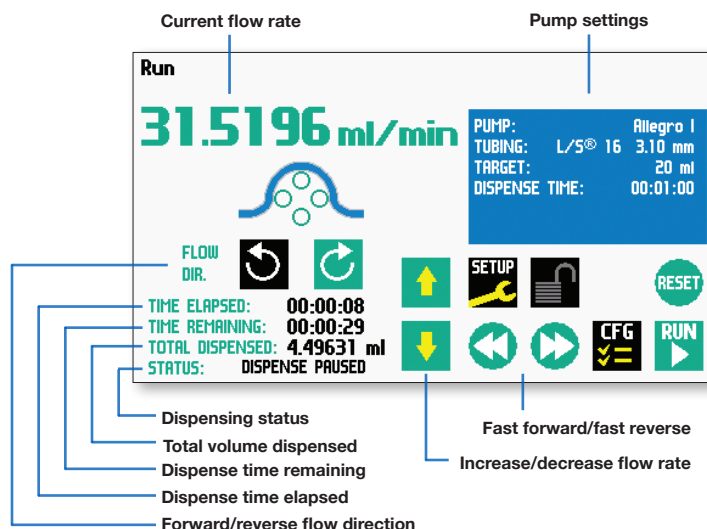 Current flow rate
Pump settings
Run
31.5196 ml/min
PUMP: Allegro I
TUBING: L/S® 16 3.10 mm
TARGET: 20 ml
DISPENSE TIME: 00:01:00
FLOW
DIR.
SETUP
RESET
TIME ELAPSED: 00:00:08
TIME REMAINING: 00:00:29
TOTAL DISPENSED: 4.49631 ml
STATUS: DISPENSE PAUSED
CFG
RUN
Dispensing status
Total volume dispensed
Dispense time remaining
Dispense time elapsed
Forward/reverse flow direction
Fast forward/fast reverse
Increase/decrease flow rate